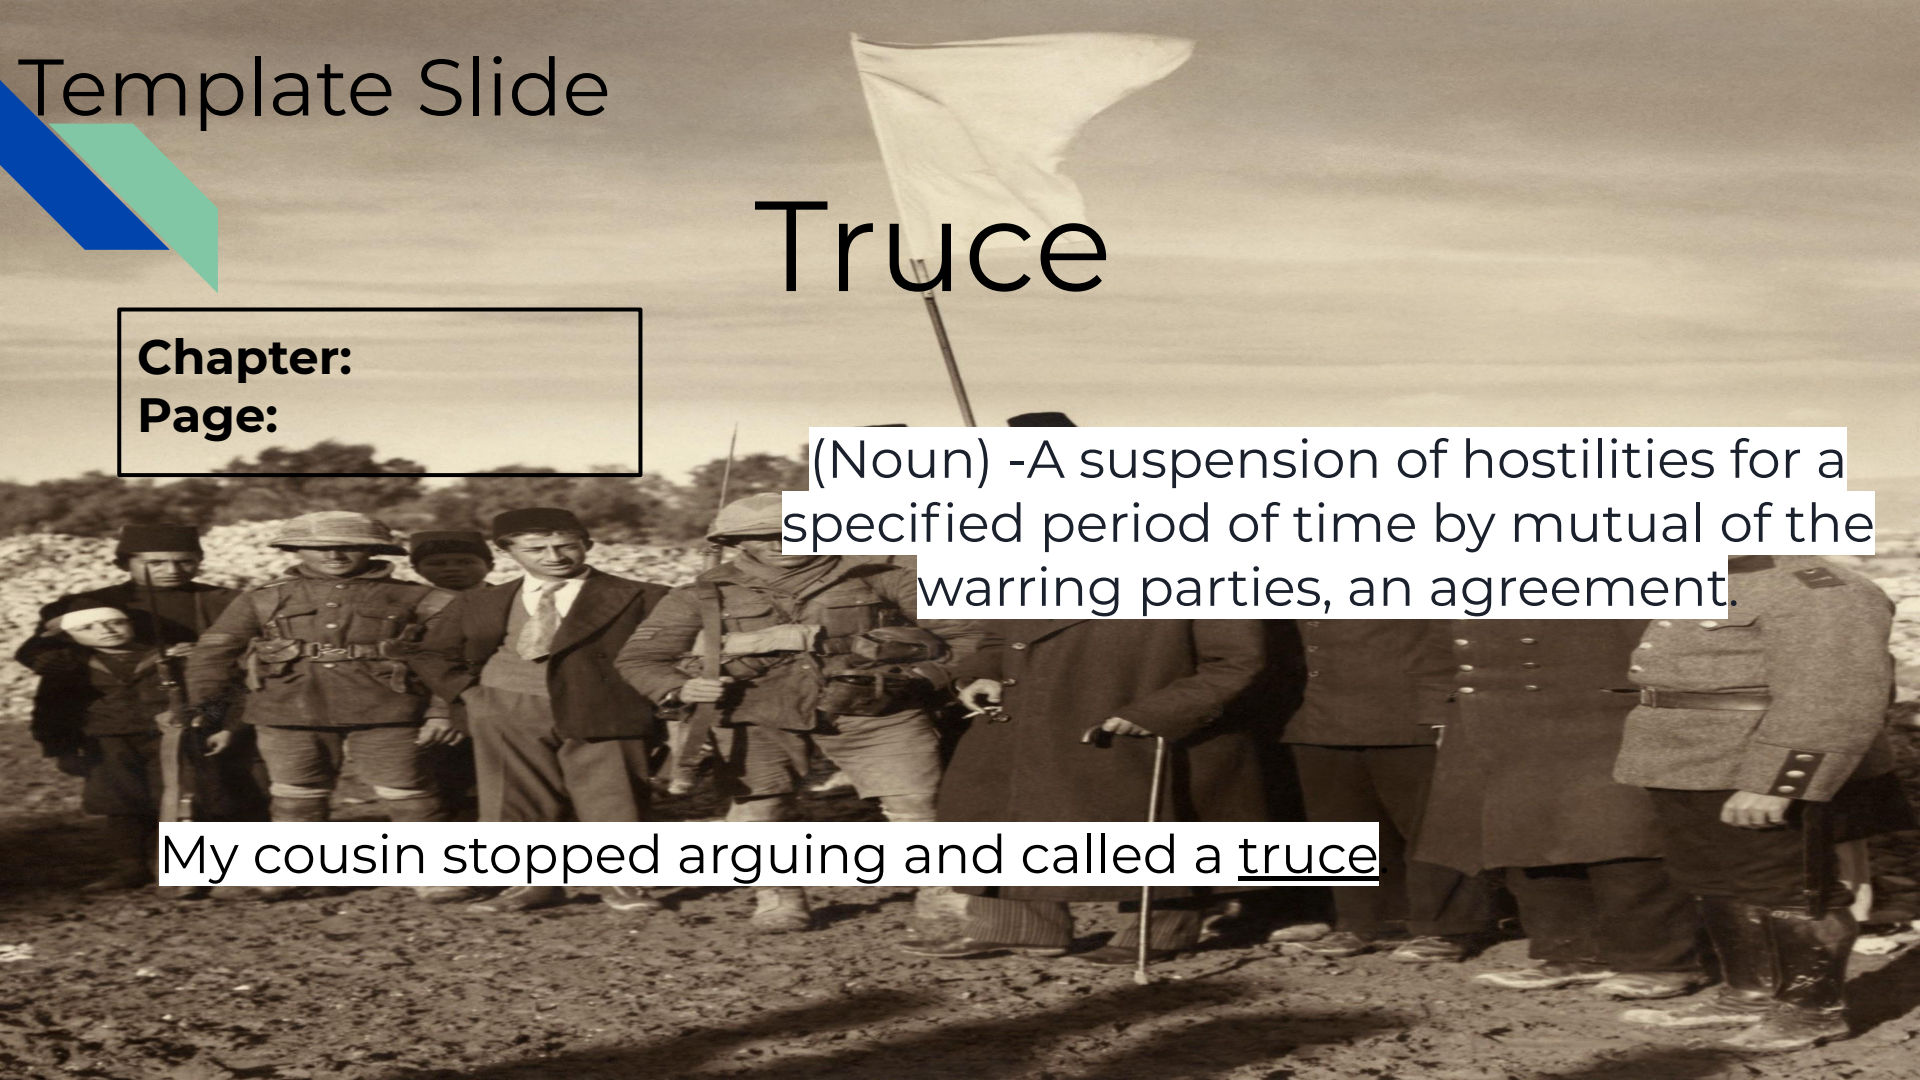 Template Slide
Truce
Chapter:
Page:
(Noun) -A suspension of hostilities for a
specified period of time by mutual of the
warring parties, an agreement.
My cousin stopped arguing and called a truce.